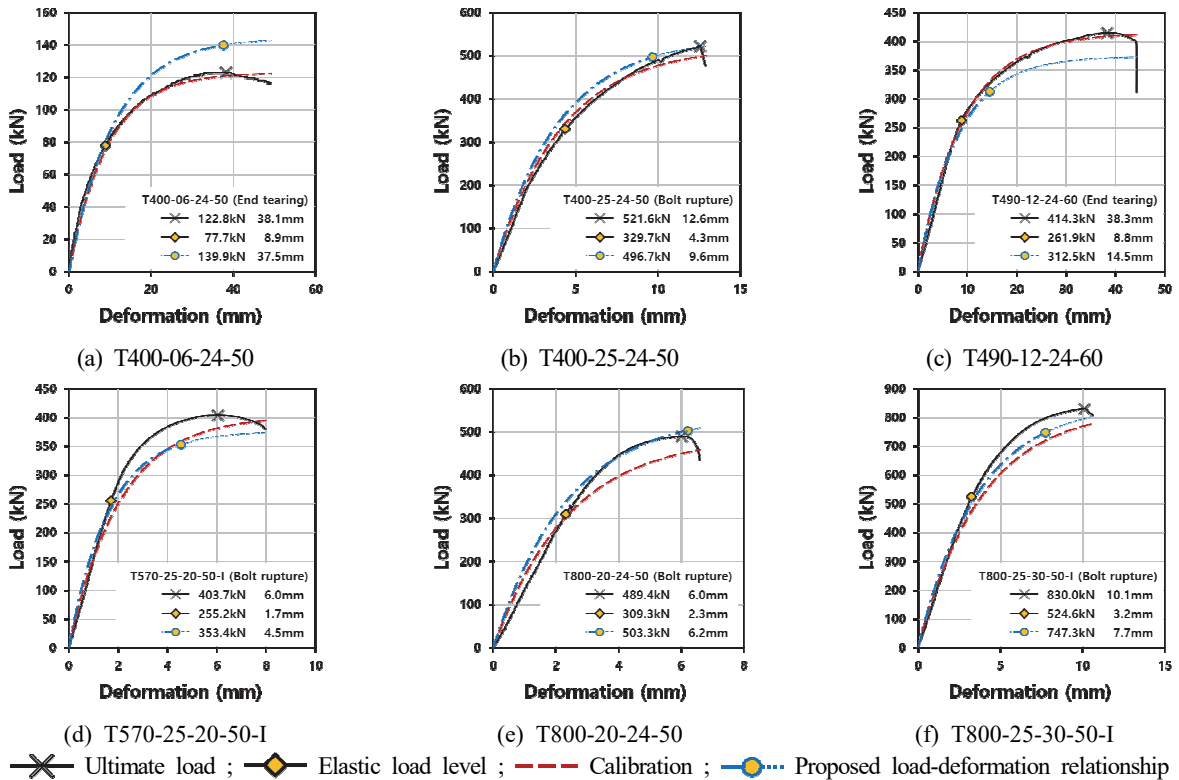 160
140
120
100
80
60
40
20
0
Load (kN)
T400-06-24-50 (End tearing)
122.8kN 38.1mm
77.7kN 8.9mm
139.9kN 37.5mm
0 20 40 60
Deformation (mm)
(a) T400-06-24-50
600
500
400
300
200
100
0
Load (kN)
T400-25-24-50 (Bolt rupture)
521.6kN 12.6mm
329.7kN 4.3mm
496.7kN 9.6mm
0 5 10 15
Deformation (mm)
(b) T400-25-24-50
450
400
350
300
250
200
150
100
50
0
Load (kN)
T490-12-24-60 (End tearing)
414.3kN 38.3mm
261.9kN 8.8mm
312.5kN 14.5mm
0 10 20 30 40 50
Deformation (mm)
(c) T490-12-24-60
450
400
350
300
250
200
150
100
50
0
Load (kN)
T570-25-20-50-I (Bolt rupture)
403.7kN 6.0mm
255.2kN 1.7mm
353.4kN 4.5mm
0 2 4 6 8 10
Deformation (mm)
(d) T570-25-20-50-I
600
500
400
300
200
100
0
Load (kN)
T800-20-24-50 (Bolt rupture)
489.4kN 6.0mm
309.3kN 2.3mm
503.3kN 6.2mm
0 2 4 6 8
Deformation (mm)
(e) T800-20-24-50
900
800
700
600
500
400
300
200
100
0
Load (kN)
T800-25-30-50-I (Bolt rupture)
830.0kN 10.1mm
524.6kN 3.2mm
747.3kN 7.7mm
0 5 10 15
Deformation (mm)
(f) T800-25-30-50-I
Ultimate load ; Elastic load level ; Calibration ; Proposed load-deformation relationship